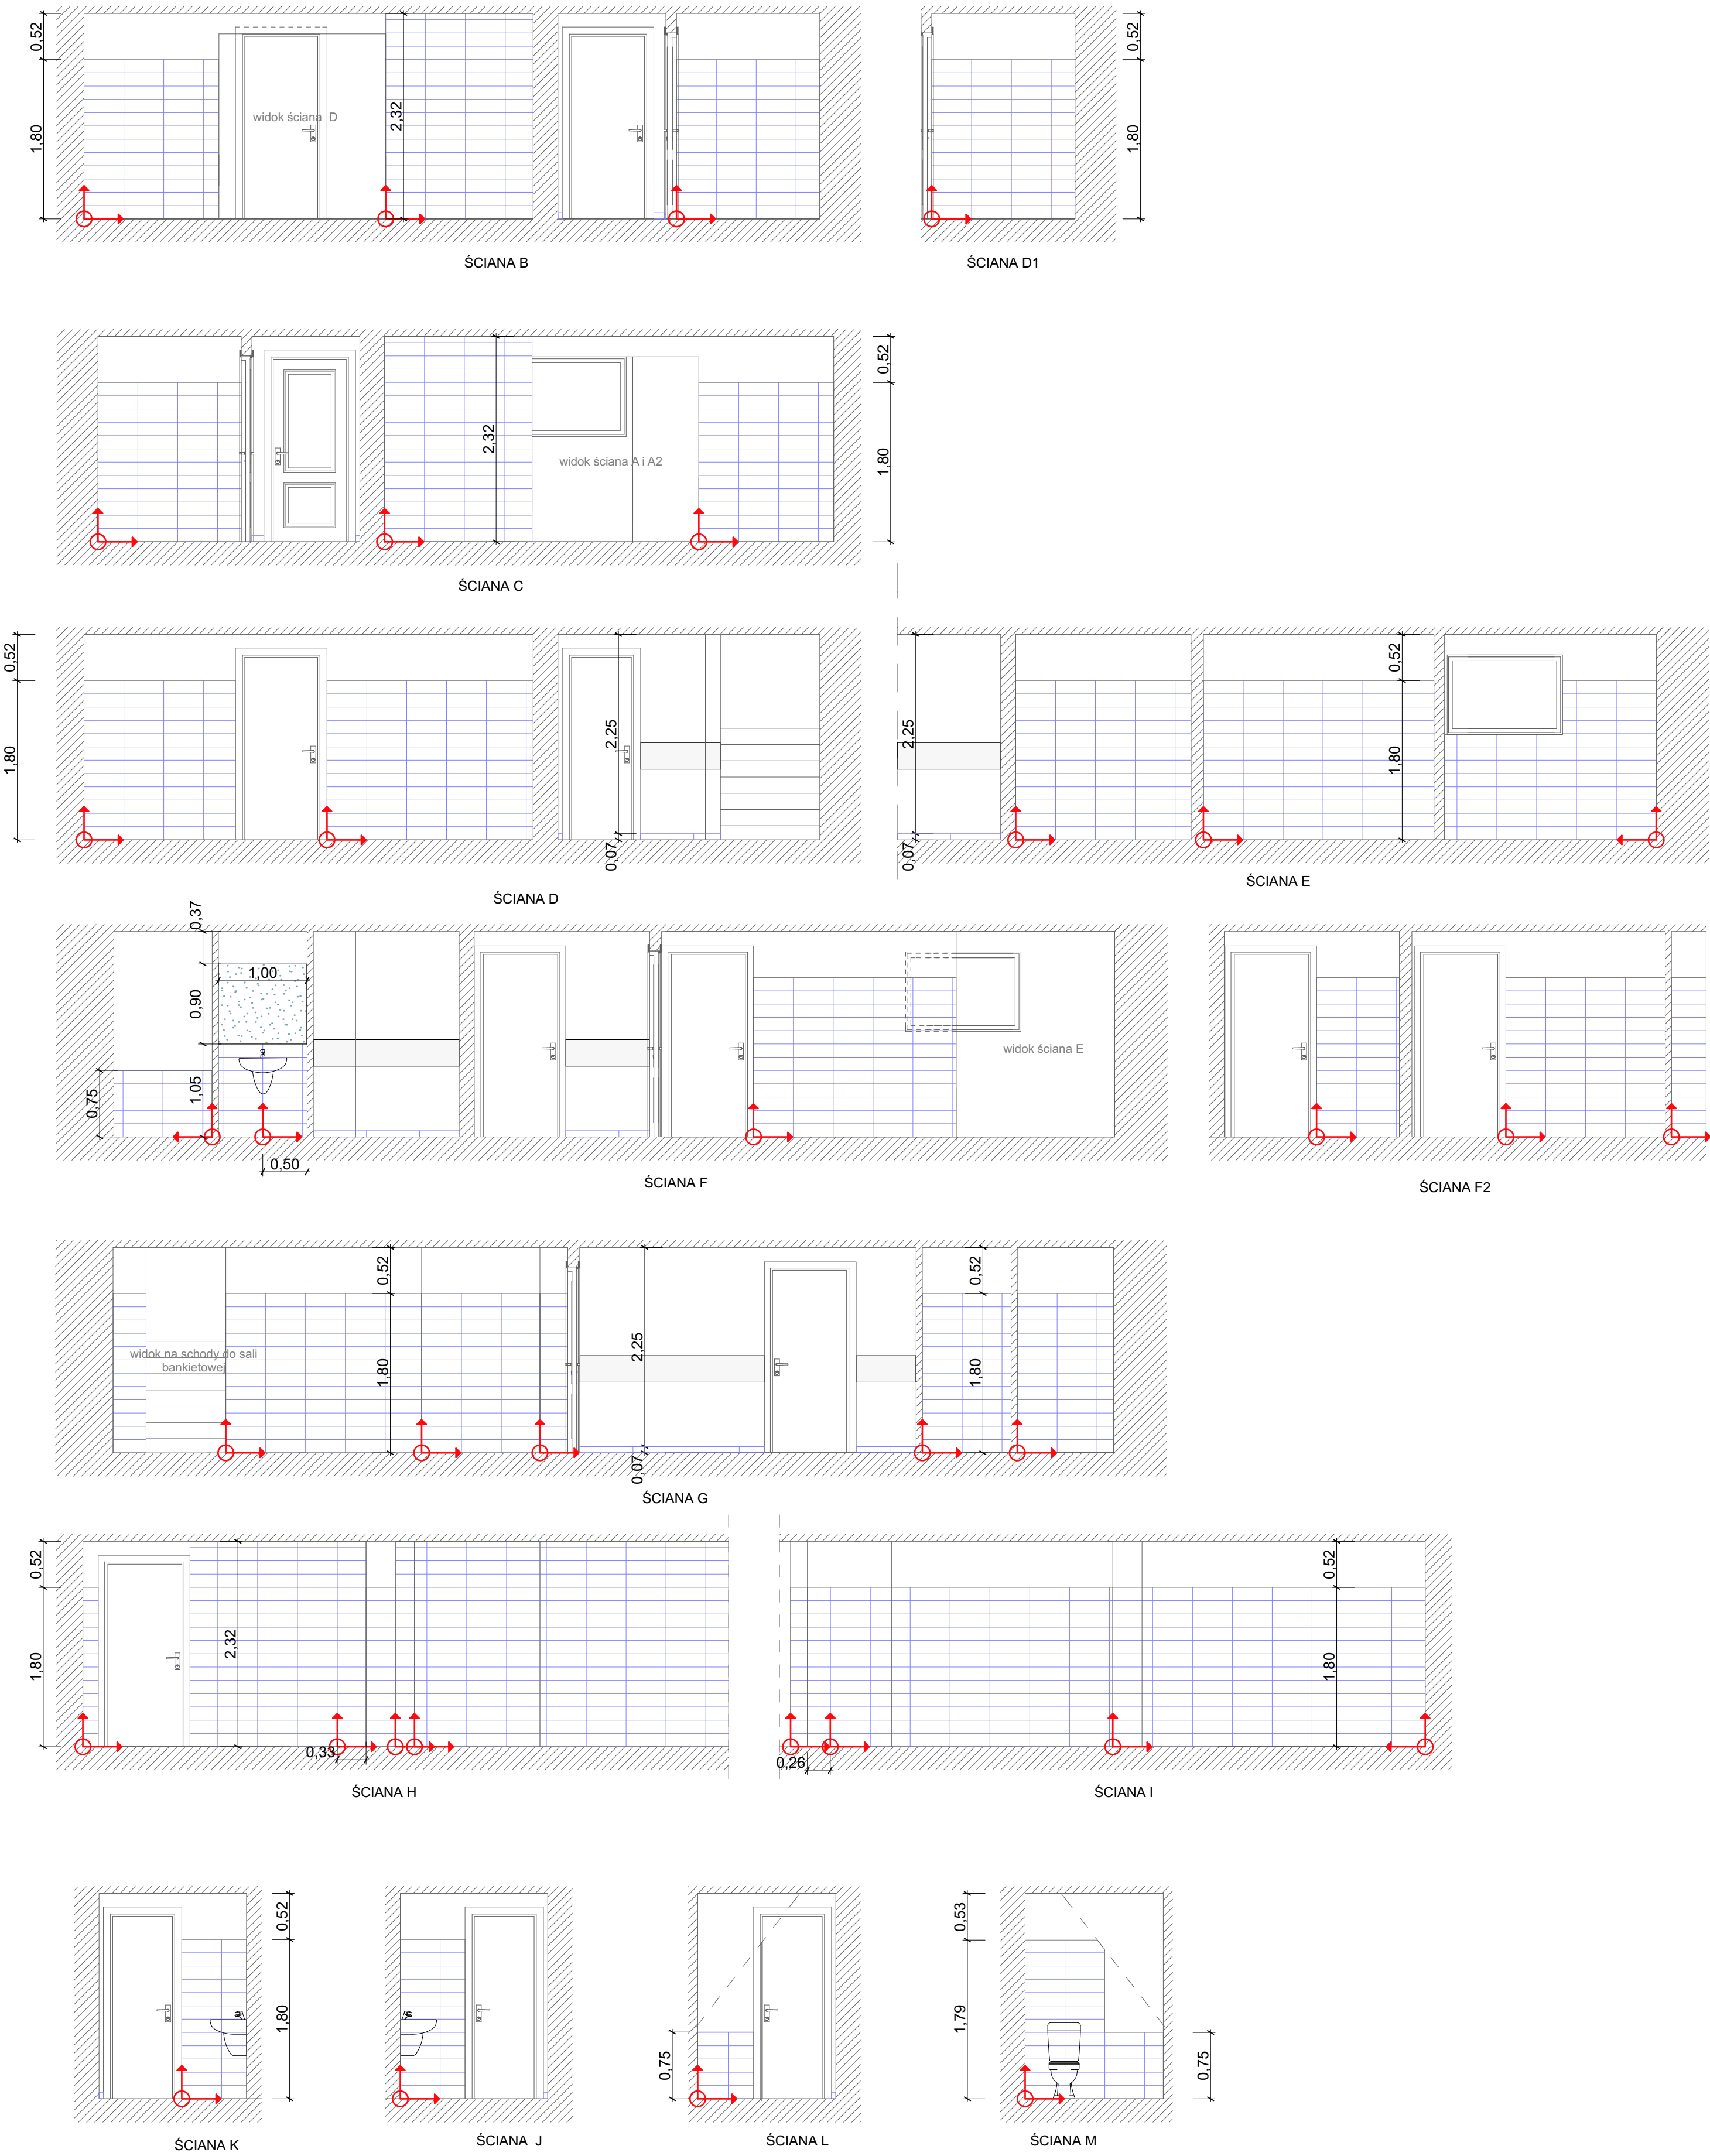 0,52
1,80
widok ściana D
2,32
0,52
1,80
ŚCIANA B
ŚCIANA D1
2,32
widok ściana A i A2
0,52
1,80
ŚCIANA C
0,52
1,80
2,25
0,07
ŚCIANA D
2,25
0,07
0,52
1,80
ŚCIANA E
0,37
1,00
0,90
0,75
1,05
0,50
widok ściana E
ŚCIANA F
ŚCIANA F2
widok na schody do sali
bankietowej
0,52
1,80
2,25
0,07
0,52
1,80
ŚCIANA G
0,52
1,80
2,32
0,33
ŚCIANA H
0,26
0,52
1,80
ŚCIANA I
0,52
1,80
ŚCIANA K
ŚCIANA J
0,75
ŚCIANA L
0,53
1,79
0,75
ŚCIANA M